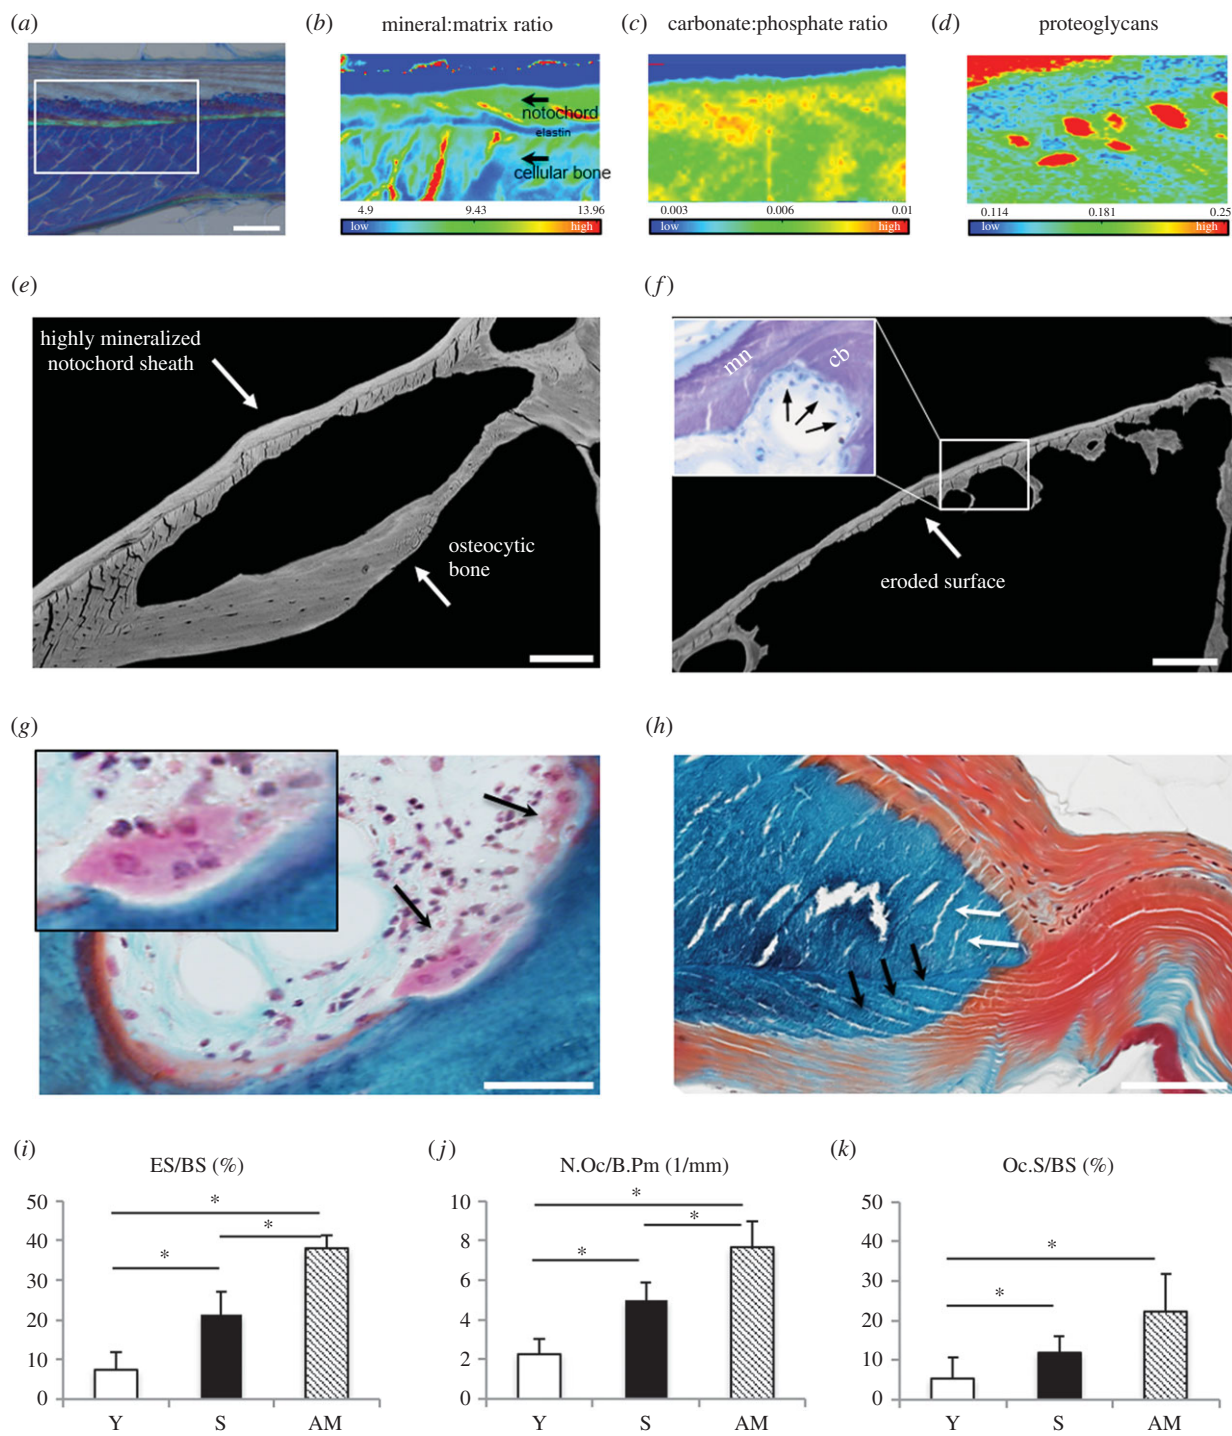 (a)
(b)
mineral:matrix ratio
(c)
carbonate:phosphate ratio
(d)
proteoglycans
notochord
elastin
cellular bone
4.9 9.43 13.96
low high
0.003 0.006 0.01
low high
0.114 0.181 0.25
low high
(e)
highly mineralized
notochord sheath
osteocytic
bone
(f)
mn
cb
eroded surface
(g)
(h)
(i)
ES/BS (%)
50
40
30
20
10
0
*
*
*
Y S AM
(j)
N.Oc/B.Pm (1/mm)
10
8
6
4
2
0
*
*
*
Y S AM
(k)
Oc.S/BS (%)
50
40
30
20
10
0
*
*
Y S AM